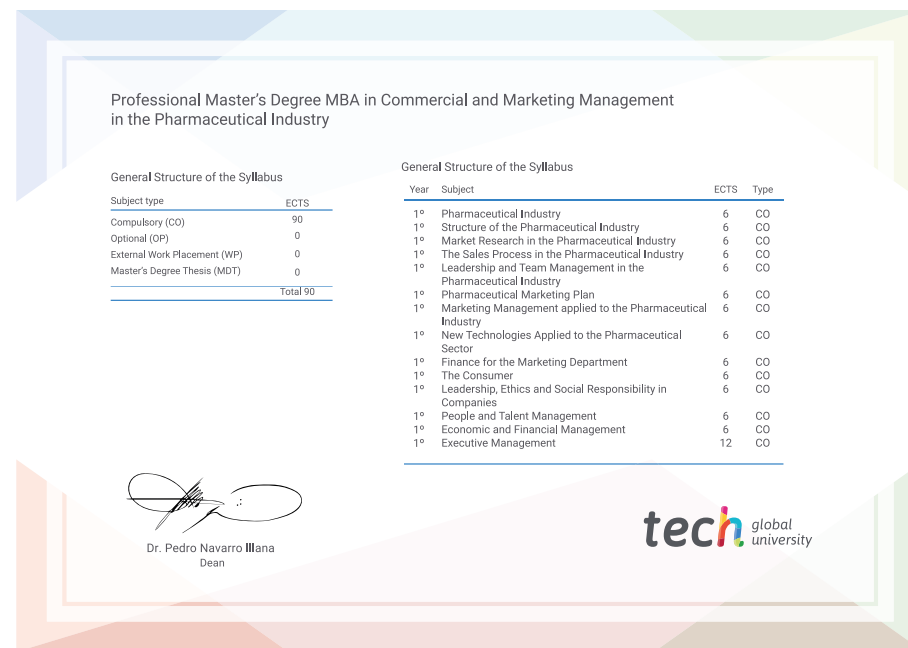 Professional Master's Degree MBA in Commercial and Marketing Management
in the Pharmaceutical Industry
General Structure of the Syllabus
Subject type ECTS
Compulsory (CO) 90
Optional (OP) 0
External Work Placement (WP) 0
Master's Degree Thesis (MDT) 0
Total 90
General Structure of the Syllabus
Year Subject ECTS Type
1º Pharmaceutical Industry 6 CO
1º Structure of the Pharmaceutical Industry 6 CO
1º Market Research in the Pharmaceutical Industry 6 CO
1º The Sales Process in the Pharmaceutical Industry 6 CO
1º Leadership and Team Management in the 6 CO
Pharmaceutical Industry
1º Pharmaceutical Marketing Plan 6 CO
1º Marketing Management applied to the Pharmaceutical 6 CO
Industry
1º New Technologies Applied to the Pharmaceutical 6 CO
Sector
1º Finance for the Marketing Department 6 CO
1º The Consumer 6 CO
1º Leadership, Ethics and Social Responsibility in 6 CO
Companies
1º People and Talent Management 6 CO
1º Economic and Financial Management 6 CO
1º Executive Management 12 CO
Dr. Pedro Navarro Illana
Dean
tech global
university